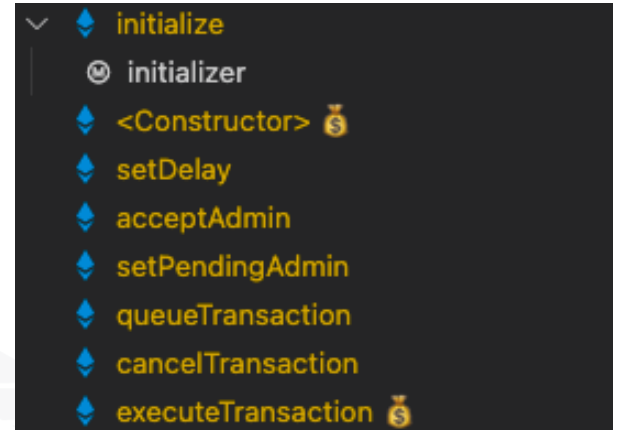 initialize
initializer
<Constructor> 💰
setDelay
acceptAdmin
setPendingAdmin
queueTransaction
cancelTransaction
executeTransaction 💰